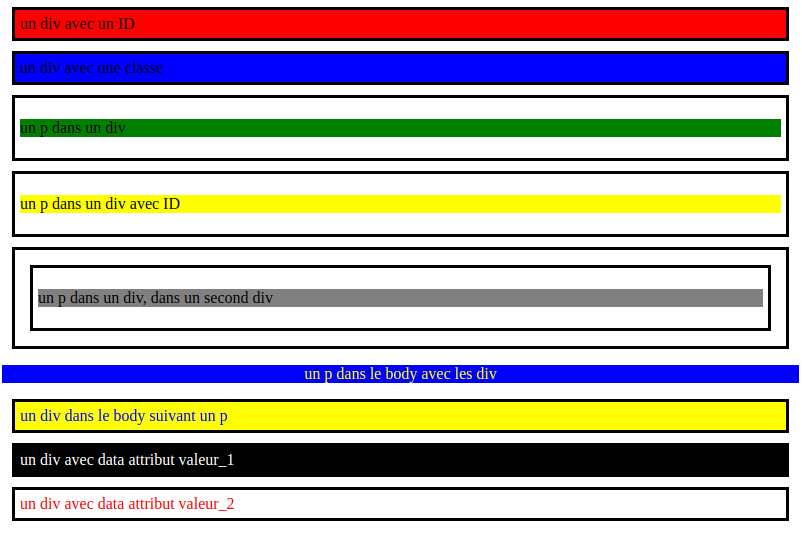 un div avec un ID
un div avec une classe
un p dans un div
un p dans un div avec ID
un p dans un div, dans un second div
un p dans le body avec les div
un div dans le body suivant un p
un div avec data attribut valeur_1
un div avec data attribut valeur_2